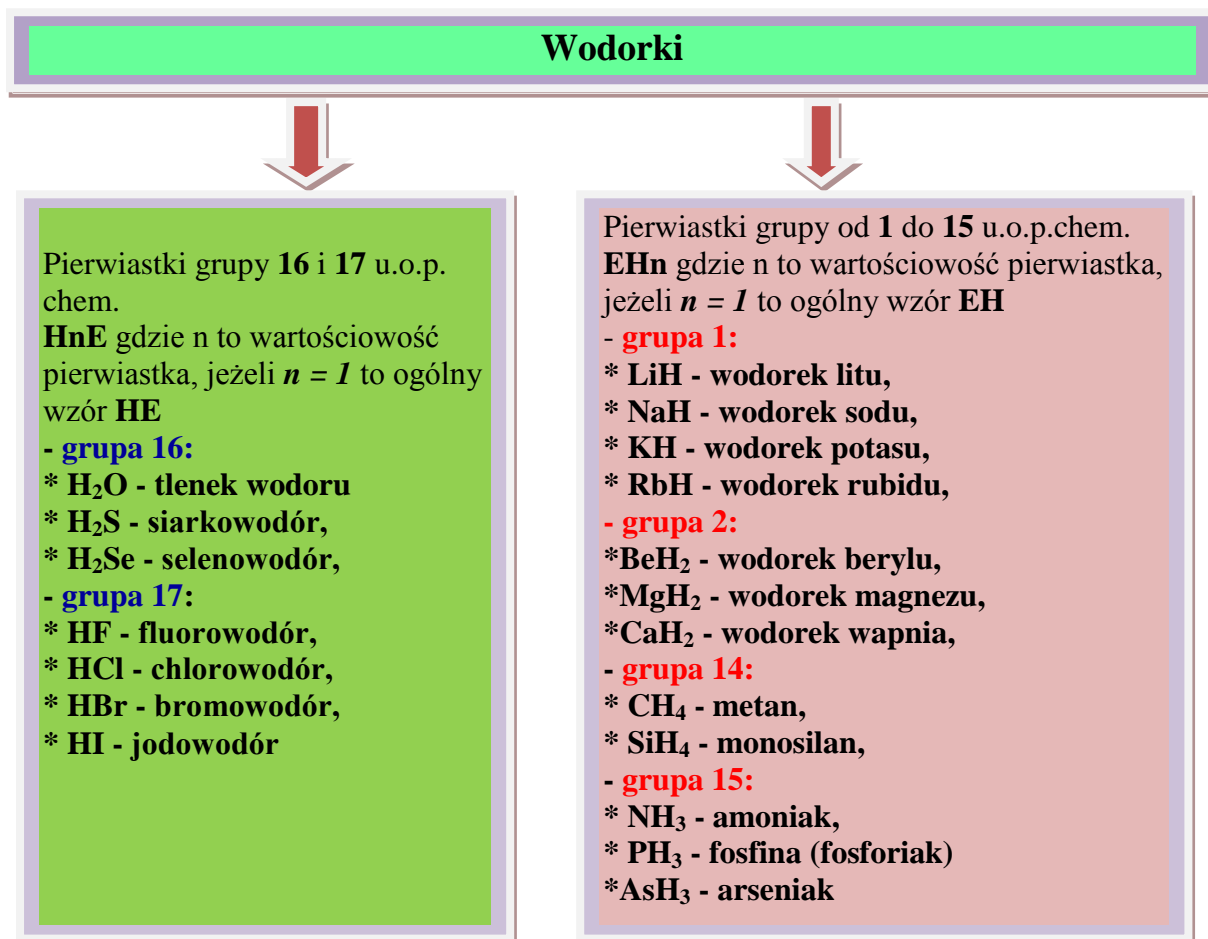 Wodorki
Pierwiastki grupy 16 i 17 u.o.p.
chem.
HnE gdzie n to wartościowość
pierwiastka, jeżeli n = 1 to ogólny
wzór HE
- grupa 16:
* H₂O - tlenek wodoru
* H₂S - siarkowodór,
* H₂Se - selenowodór,
- grupa 17:
* HF - fluorowodór,
* HCl - chlorowodór,
* HBr - bromowodór,
* HI - jodowodór
Pierwiastki grupy od 1 do 15 u.o.p.chem.
EHn gdzie n to wartościowość pierwiastka,
jeżeli n = 1 to ogólny wzór EH
- grupa 1:
* LiH - wodorek litu,
* NaH - wodorek sodu,
* KH - wodorek potasu,
* RbH - wodorek rubidu,
- grupa 2:
*BeH₂ - wodorek berylu,
*MgH₂ - wodorek magnezu,
*CaH₂ - wodorek wapnia,
- grupa 14:
* CH₄ - metan,
* SiH₄ - monosilan,
- grupa 15:
* NH₃ - amoniak,
* PH₃ - fosfina (fosforiak)
*AsH₃ - arseniak